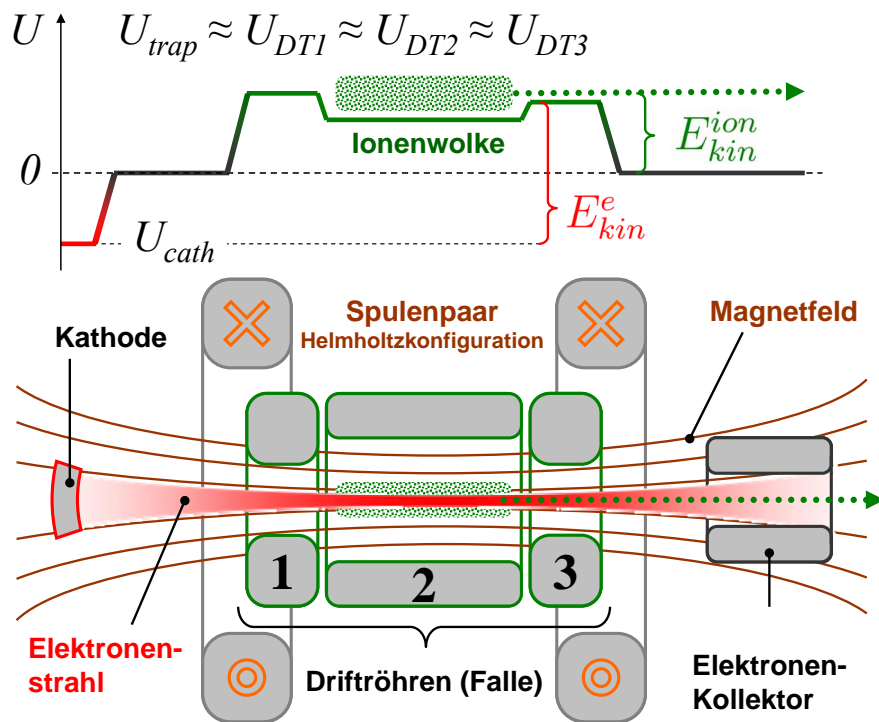 U
U_trap ≈ U_DT1 ≈ U_DT2 ≈ U_DT3
Ionenwolke
E_kin^ion
0
E_kin^e
U_cath
Spulenpaar
Helmholtzkonfiguration
Magnetfeld
Kathode
1
2
3
Elektronen-
strahl
Driftröhren (Falle)
Elektronen-
Kollektor